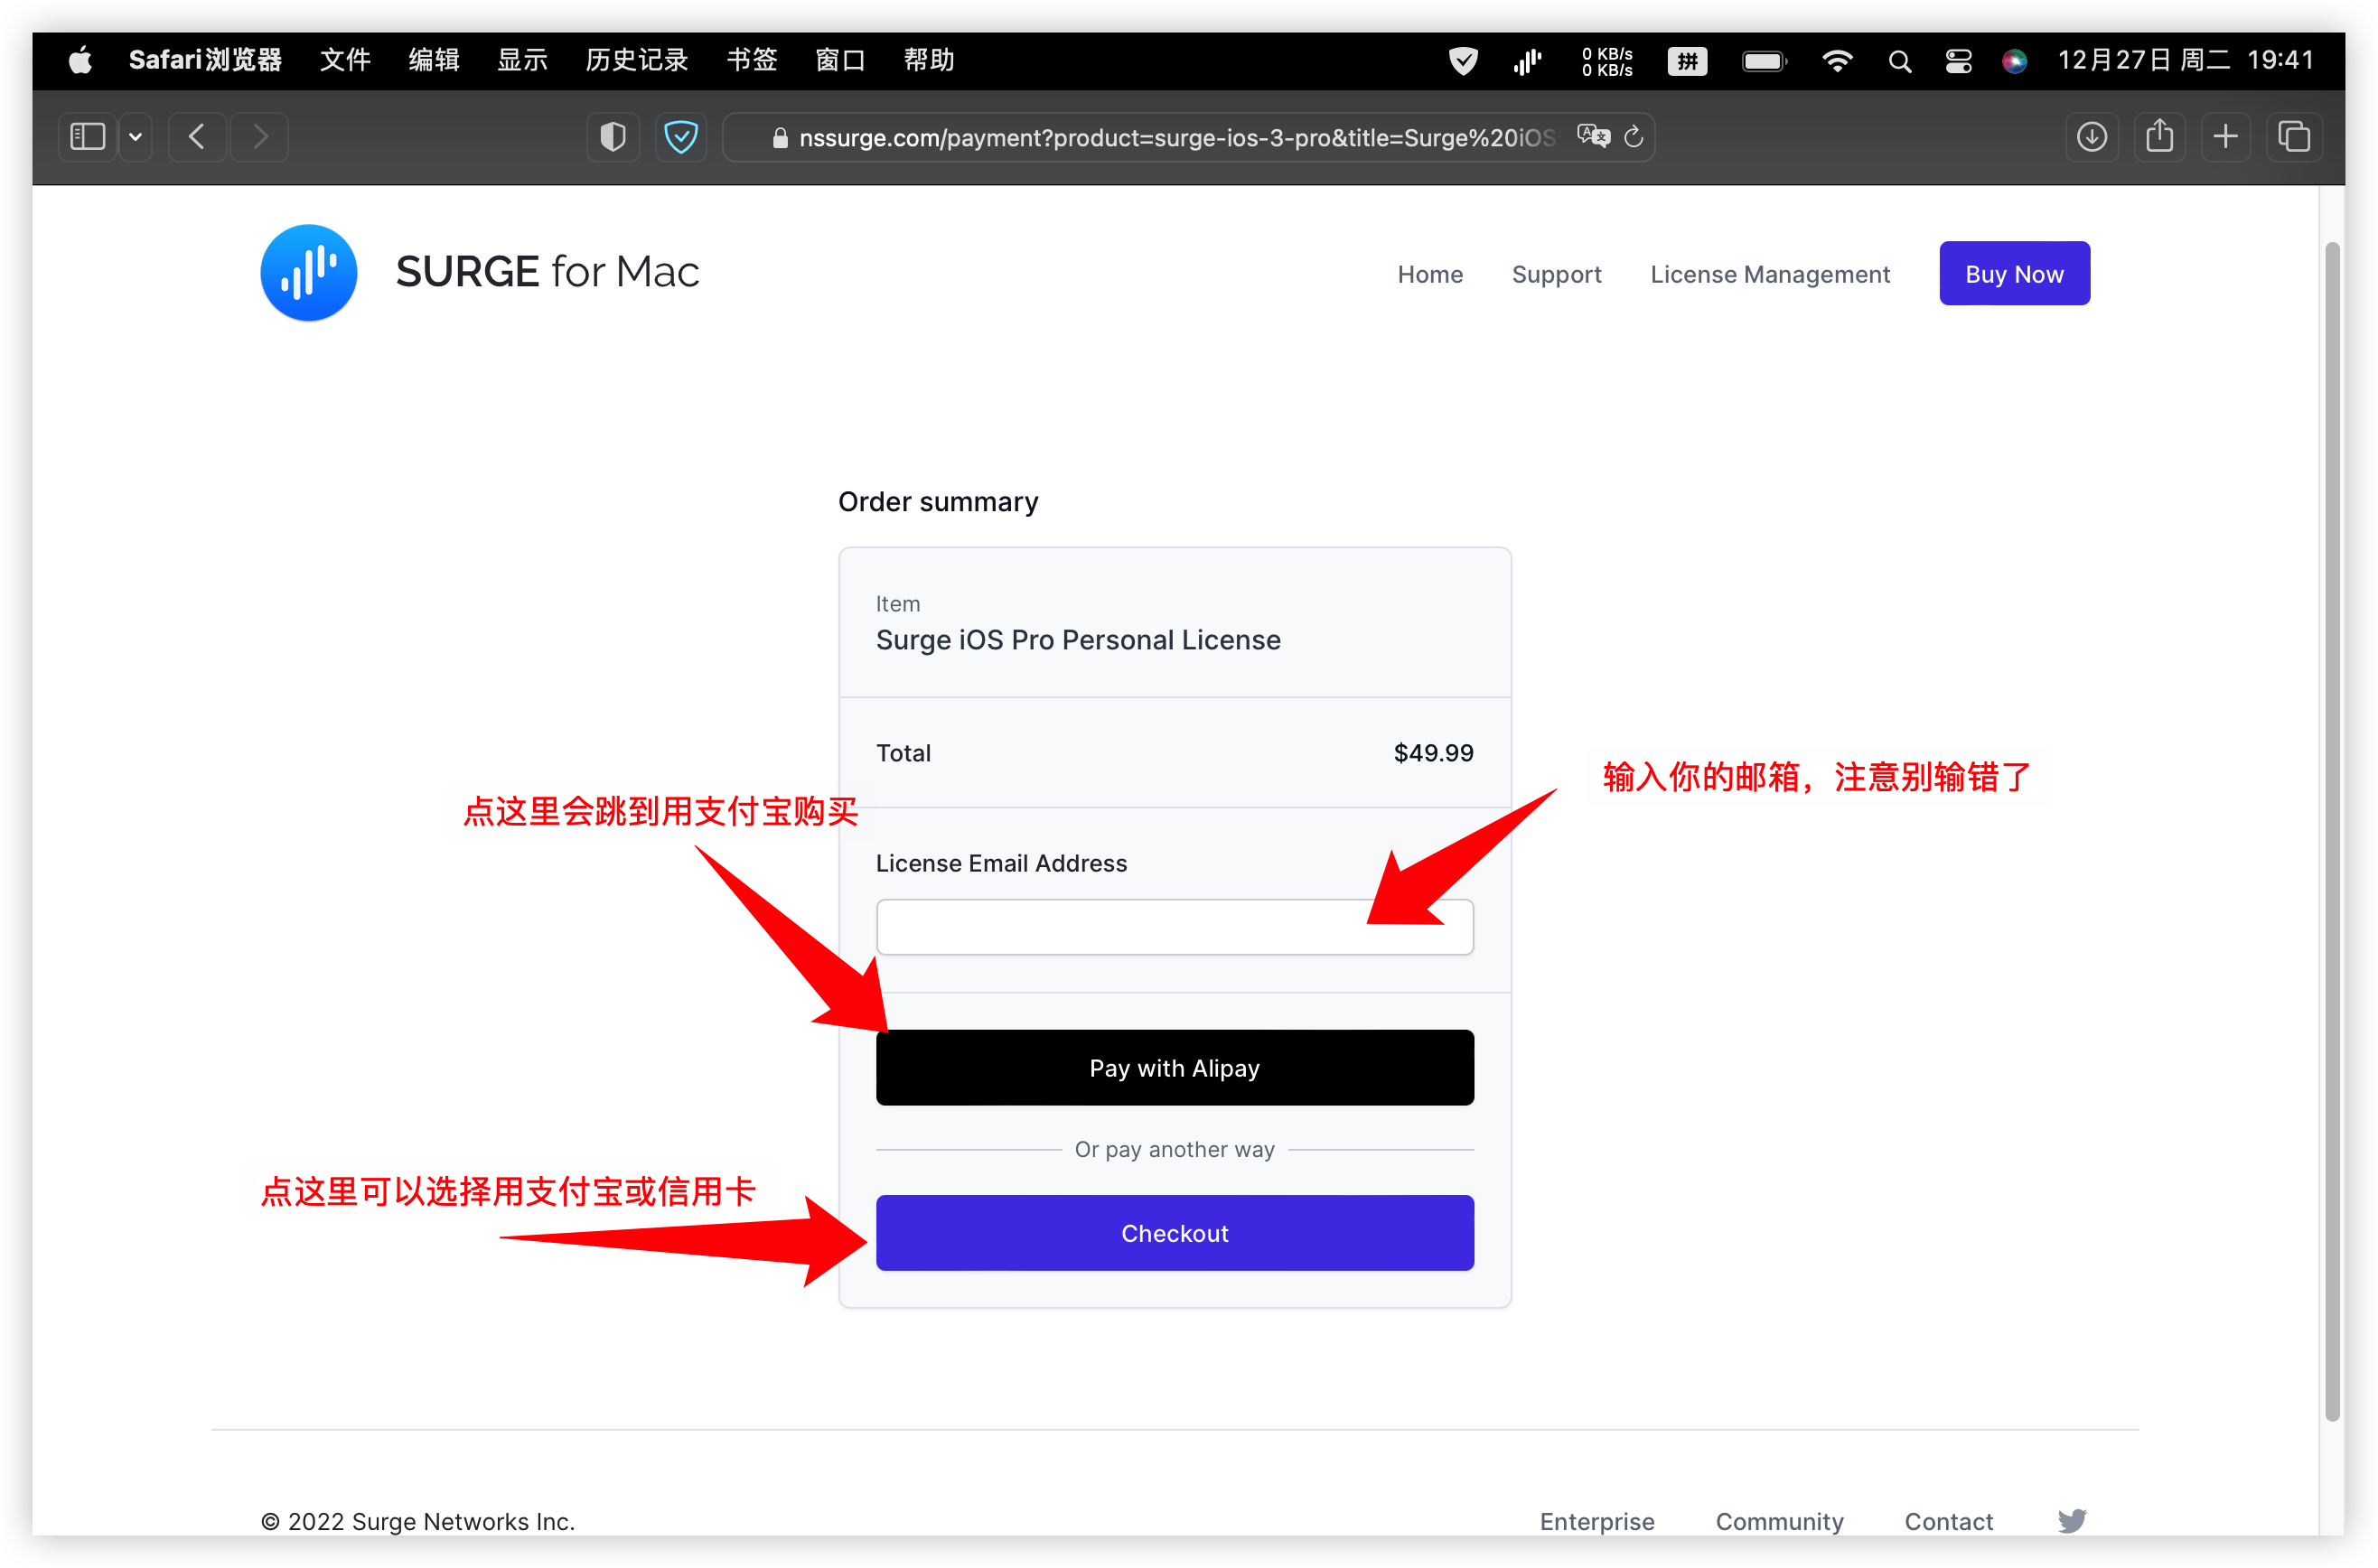 Safari浏览器 文件 编辑 显示 历史记录 书签 窗口 帮助
0 KB/s
0 KB/s
拼
12月27日 周二 19:41
nssurge.com/payment?product=surge-ios-3-pro&title=Surge%20iOS
SURGE for Mac
Home Support License Management Buy Now
Order summary
Item
Surge iOS Pro Personal License
Total $49.99
输入你的邮箱，注意别输错了
点这里会跳到用支付宝购买
License Email Address
Pay with Alipay
Or pay another way
点这里可以选择用支付宝或信用卡
Checkout
© 2022 Surge Networks Inc.
Enterprise Community Contact